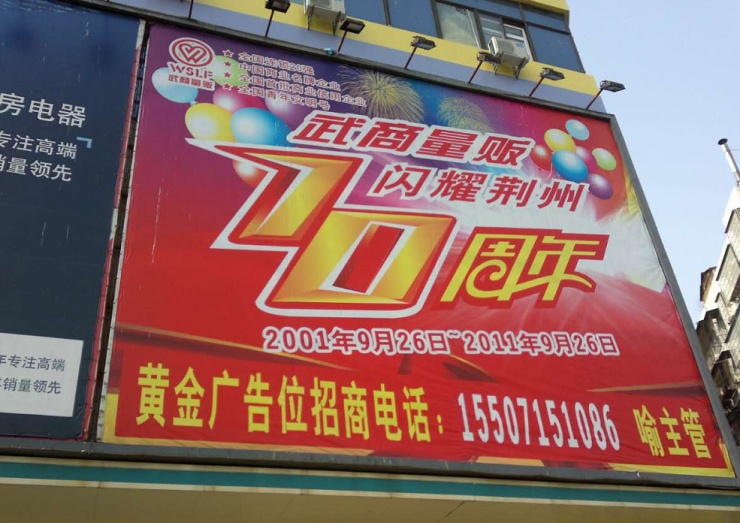 房电器
专注高端
销量领先
年专注高端
销量领先
WSLF
武商量贩
★全国连锁20强
★中国商业名牌企业
★全国首批商业信用企业
★全国青年文明号
武商量贩
闪耀荆州
10周年
2001年9月26日~2011年9月26日
黄金广告位招商电话：15507151086 喻主管